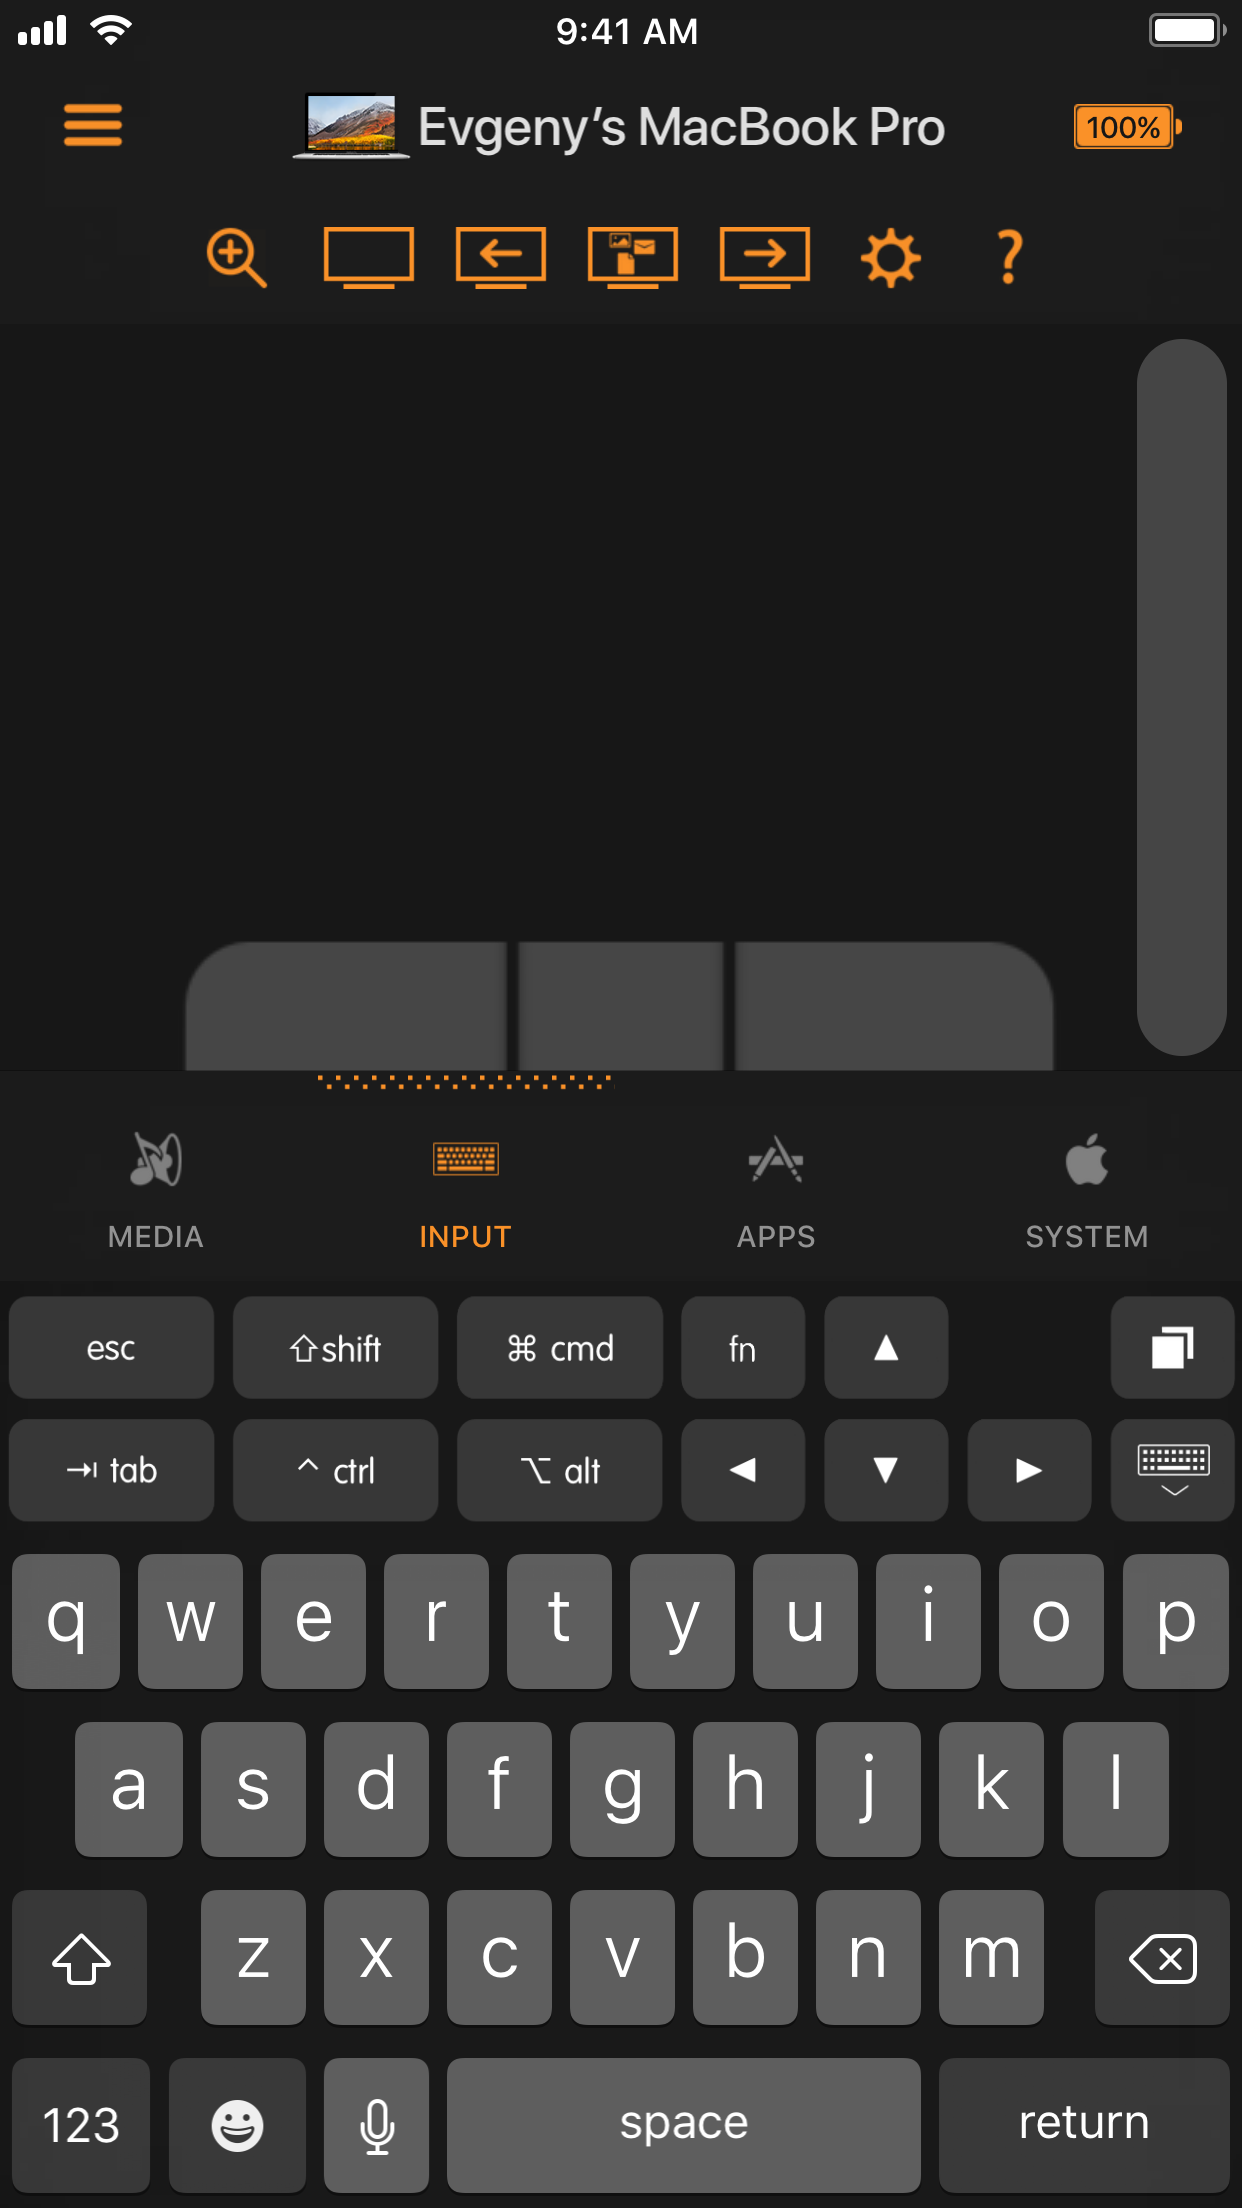 9:41 AM
Evgeny’s MacBook Pro
100%
?
MEDIA
INPUT
APPS
SYSTEM
esc
⇧shift
⌘ cmd
fn
▲
⇥ tab
^ ctrl
⌥ alt
◀
▼
▶
q w e r t y u i o p
a s d f g h j k l
z x c v b n m
123
space
return